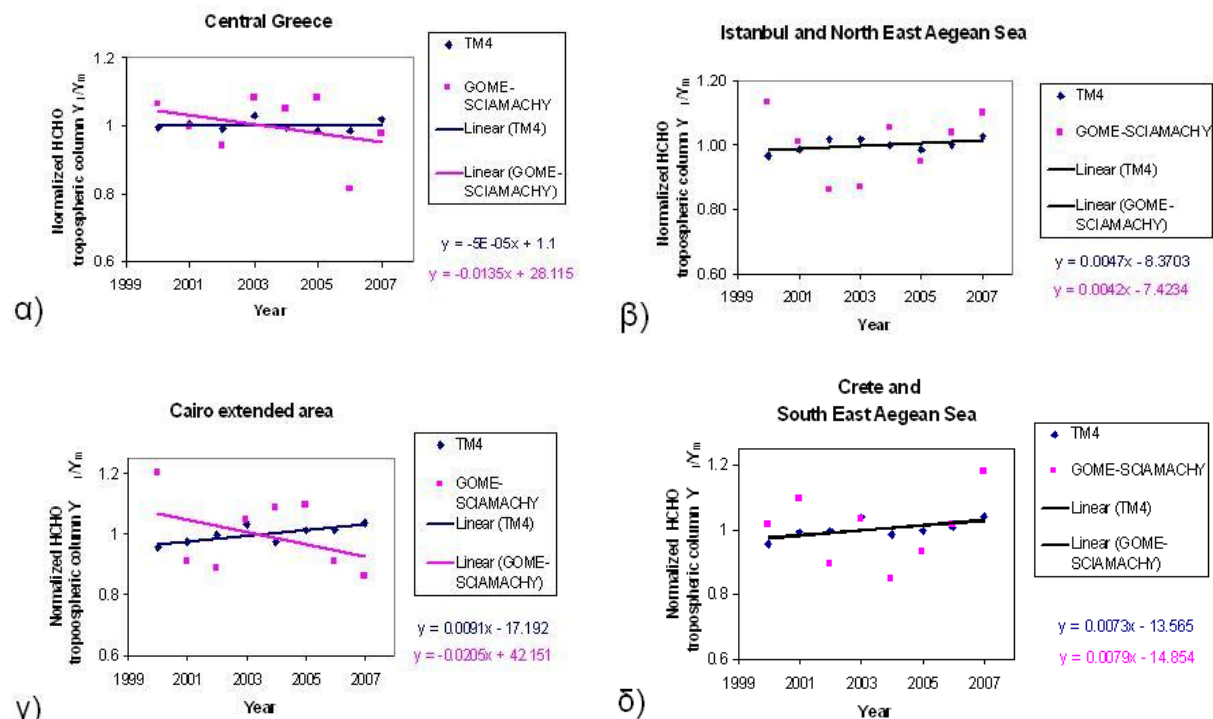 Central Greece
Normalized HCHO
tropospheric column Y I/Ym
1.2
1
0.8
0.6
1999
2001
2003
2005
2007
Year
TM4
GOME-
SCIAMACHY
Linear (TM4)
Linear (GOME-
SCIAMACHY)
y = -5E-05x + 1.1
y = -0.0135x + 28.115
α)
Istanbul and North East Aegean Sea
Normalized HCHO
tropospheric column Y I/Ym
1.20
1.00
0.80
0.60
1999
2001
2003
2005
2007
Year
TM4
GOME-SCIAMACHY
Linear (TM4)
Linear (GOME-
SCIAMACHY)
y = 0.0047x - 8.3703
y = 0.0042x - 7.4234
β)
Cairo extended area
Normalized HCHO
tropospheric column Y I/Ym
1.2
1
0.8
0.6
1999
2001
2003
2005
2007
Year
TM4
GOME-
SCIAMACHY
Linear (TM4)
Linear (GOME-
SCIAMACHY)
y = 0.0091x - 17.192
y = -0.0205x + 42.151
γ)
Crete and
South East Aegean Sea
Normalized HCHO
tropospheric column Y I/Ym
1.2
1
0.8
0.6
1999
2001
2003
2005
2007
Year
TM4
GOME-SCIAMACHY
Linear (TM4)
Linear (GOME-
SCIAMACHY)
y = 0.0073x - 13.565
y = 0.0079x - 14.854
δ)